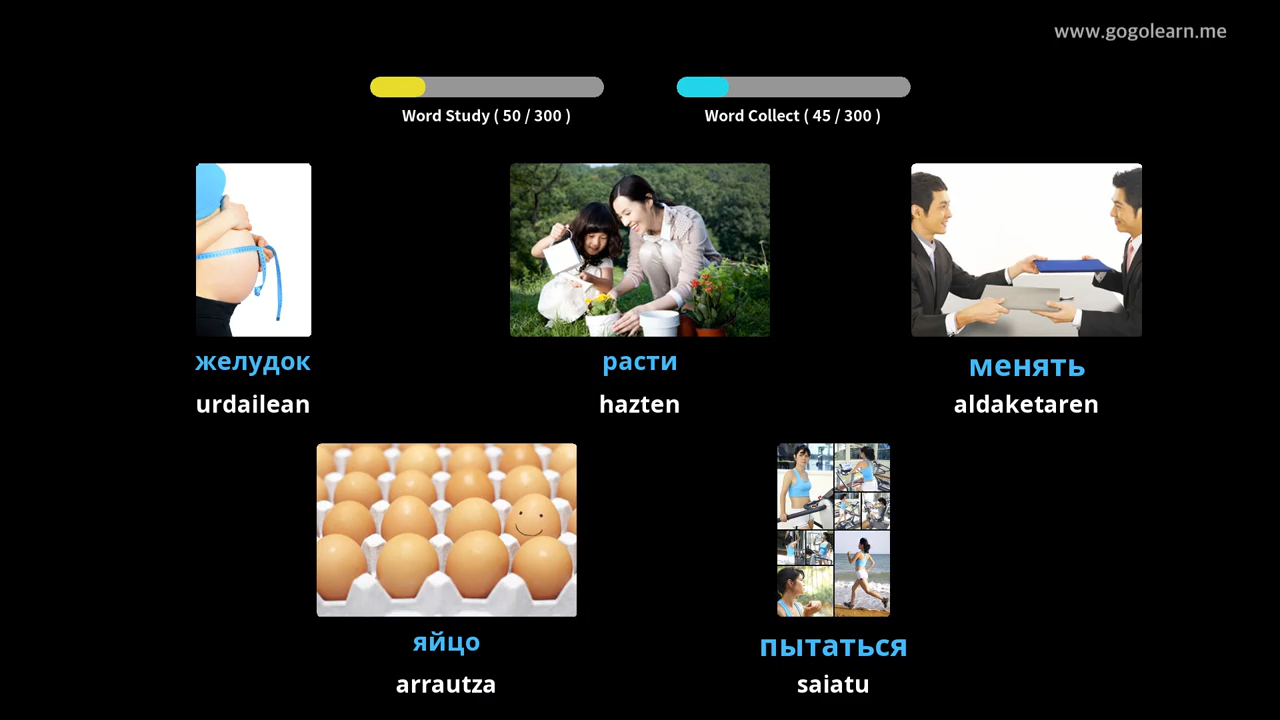 www.gogolearn.me
Word Study ( 50 / 300 )
Word Collect ( 45 / 300 )
желудок
urdailean
расти
hazten
менять
aldaketaren
яйцо
arrautza
пытаться
saiatu